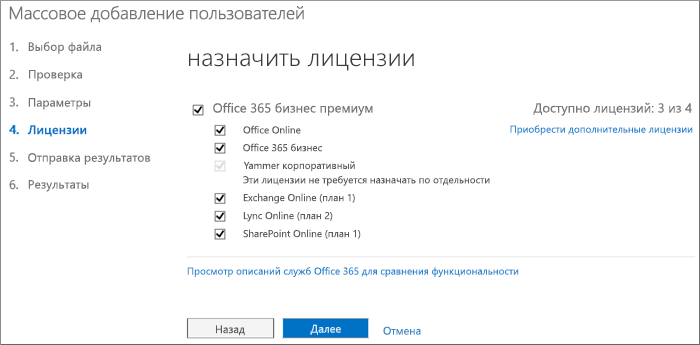 Массовое добавление пользователей
1. Выбор файла
2. Проверка
3. Параметры
4. Лицензии
5. Отправка результатов
6. Результаты
назначить лицензии
Office 365 бизнес премиум
Доступно лицензий: 3 из 4
Приобрести дополнительные лицензии
Office Online
Office 365 бизнес
Yammer корпоративный
Эти лицензии не требуется назначать по отдельности
Exchange Online (план 1)
Lync Online (план 2)
SharePoint Online (план 1)
Просмотр описаний служб Office 365 для сравнения функциональности
Назад
Далее
Отмена